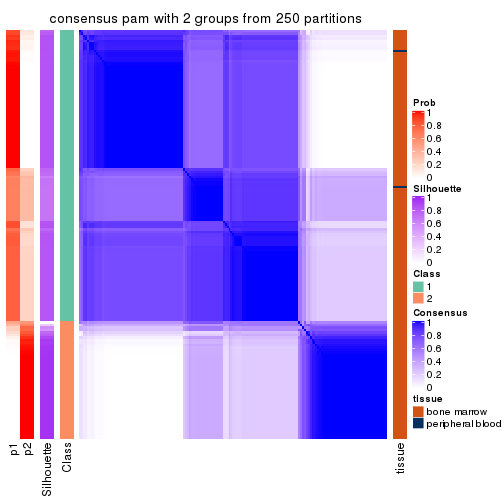 consensus pam with 2 groups from 250 partitions
Prob
1
0.8
0.6
0.4
0.2
0
Silhouette
1
0.8
0.6
0.4
0.2
0
Class
1
2
Consensus
1
0.8
0.6
0.4
0.2
0
tissue
bone marrow
peripheral blood
p1
p2
Silhouette
Class
tissue